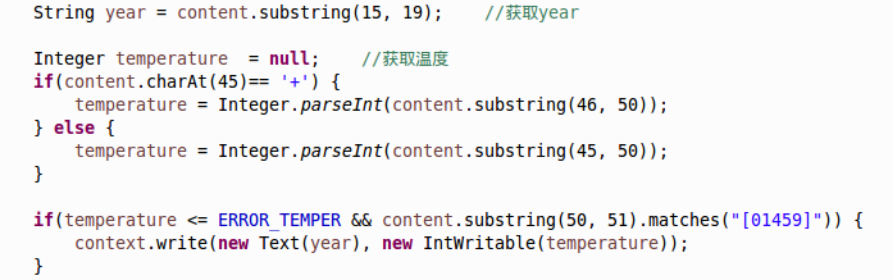 String year = content.substring(15, 19);    //获取year

Integer temperature  = null;    //获取温度
if(content.charAt(45)== '+') {
    temperature = Integer.parseInt(content.substring(46, 50));
} else {
    temperature = Integer.parseInt(content.substring(45, 50));
}

if(temperature <= ERROR_TEMPER && content.substring(50, 51).matches("[01459]")) {
    context.write(new Text(year), new IntWritable(temperature));
}